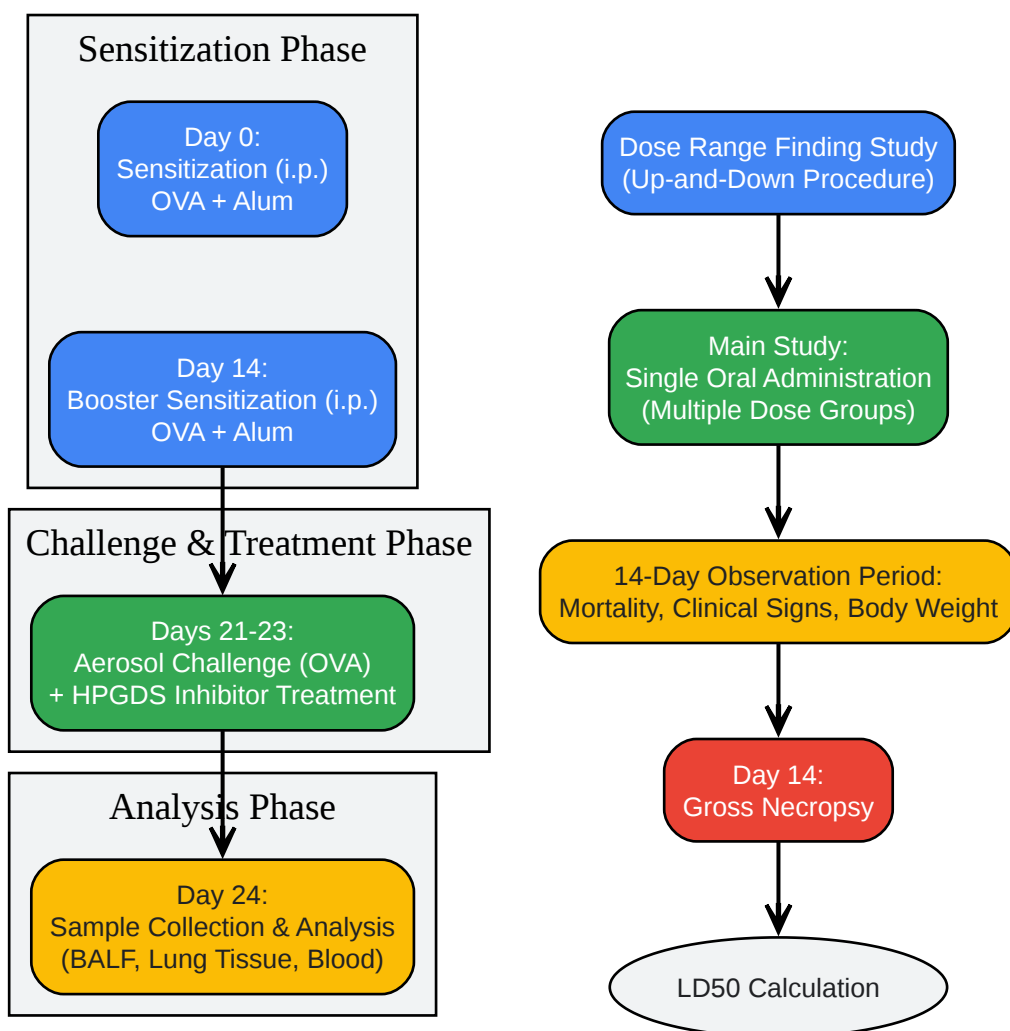 Sensitization Phase
Day 0:
Sensitization (i.p.)
OVA + Alum
Day 14:
Booster Sensitization (i.p.)
OVA + Alum
Challenge & Treatment Phase
Days 21-23:
Aerosol Challenge (OVA)
+ HPGDS Inhibitor Treatment
Analysis Phase
Day 24:
Sample Collection & Analysis
(BALF, Lung Tissue, Blood)
Dose Range Finding Study
(Up-and-Down Procedure)
Main Study:
Single Oral Administration
(Multiple Dose Groups)
14-Day Observation Period:
Mortality, Clinical Signs, Body Weight
Day 14:
Gross Necropsy
LD50 Calculation